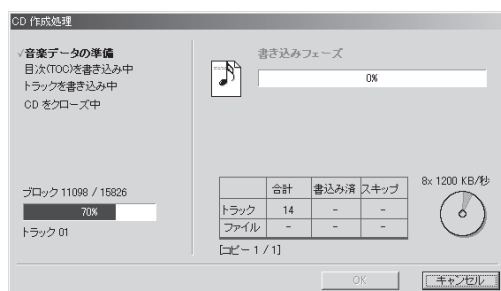 CD 作成処理
✓音楽データの準備
目次(TOC)を書き込み中
トラックを書き込み中
CD をクローズ中
書き込みフェーズ
0%
ブロック 11098 / 15826
70%
トラック 01
合計 書込み済 スキップ
トラック 14 - -
ファイル - - -
[コピー 1 / 1]
8x 1200 KB/秒
OK キャンセル